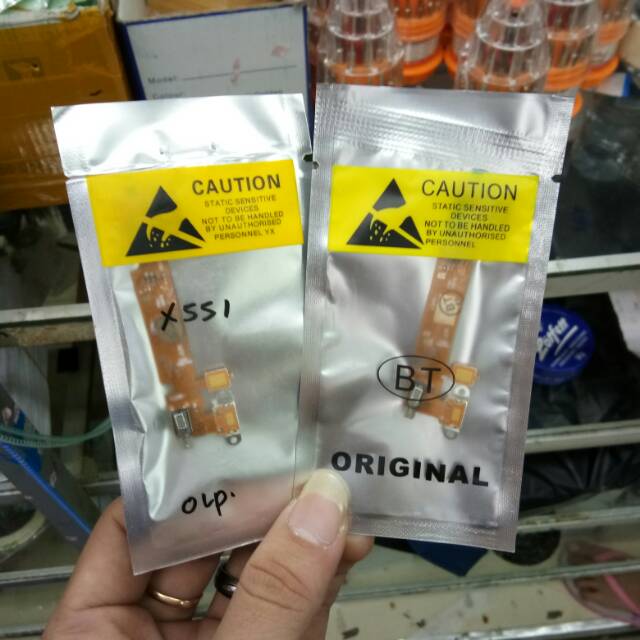 Model:
CAUTION
STATIC SENSITIVE
DEVICES
NOT TO BE HANDLED
BY UNAUTHORISED
PERSONNEL YX
X551
CAUTION
STATIC SENSITIVE
DEVICES
NOT TO BE HANDLED
BY UNAUTHORISED
PERSONNEL
BT
ORIGINAL